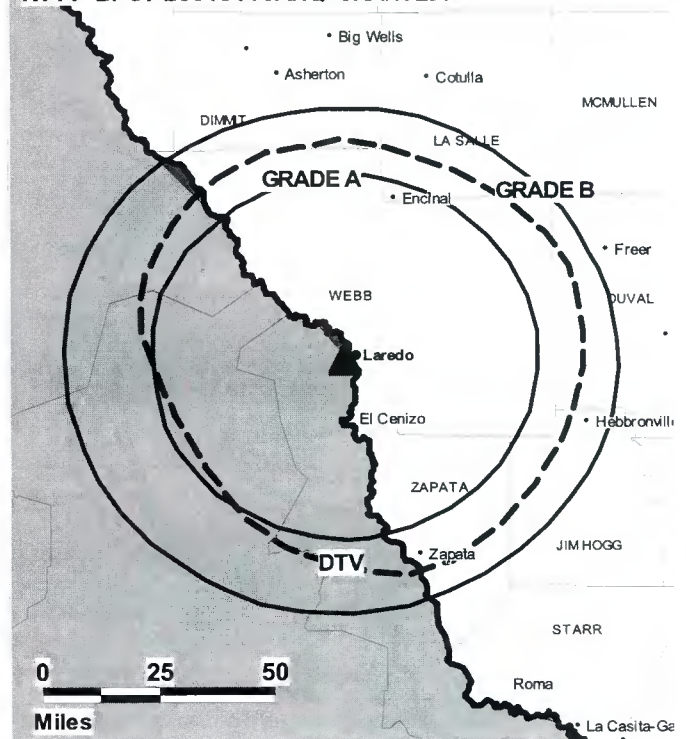 Big Wells
Asherton
Cotulla
MCMULLEN
DIMMIT
LA SALLE
GRADE A
GRADE B
Encinal
Freer
WEBB
DUVAL
Laredo
El Cenizo
Hebbronvill
ZAPATA
Zapata
DTV
JIM HOGG
STARR
0 25 50
Roma
Miles
La Casita-Ga